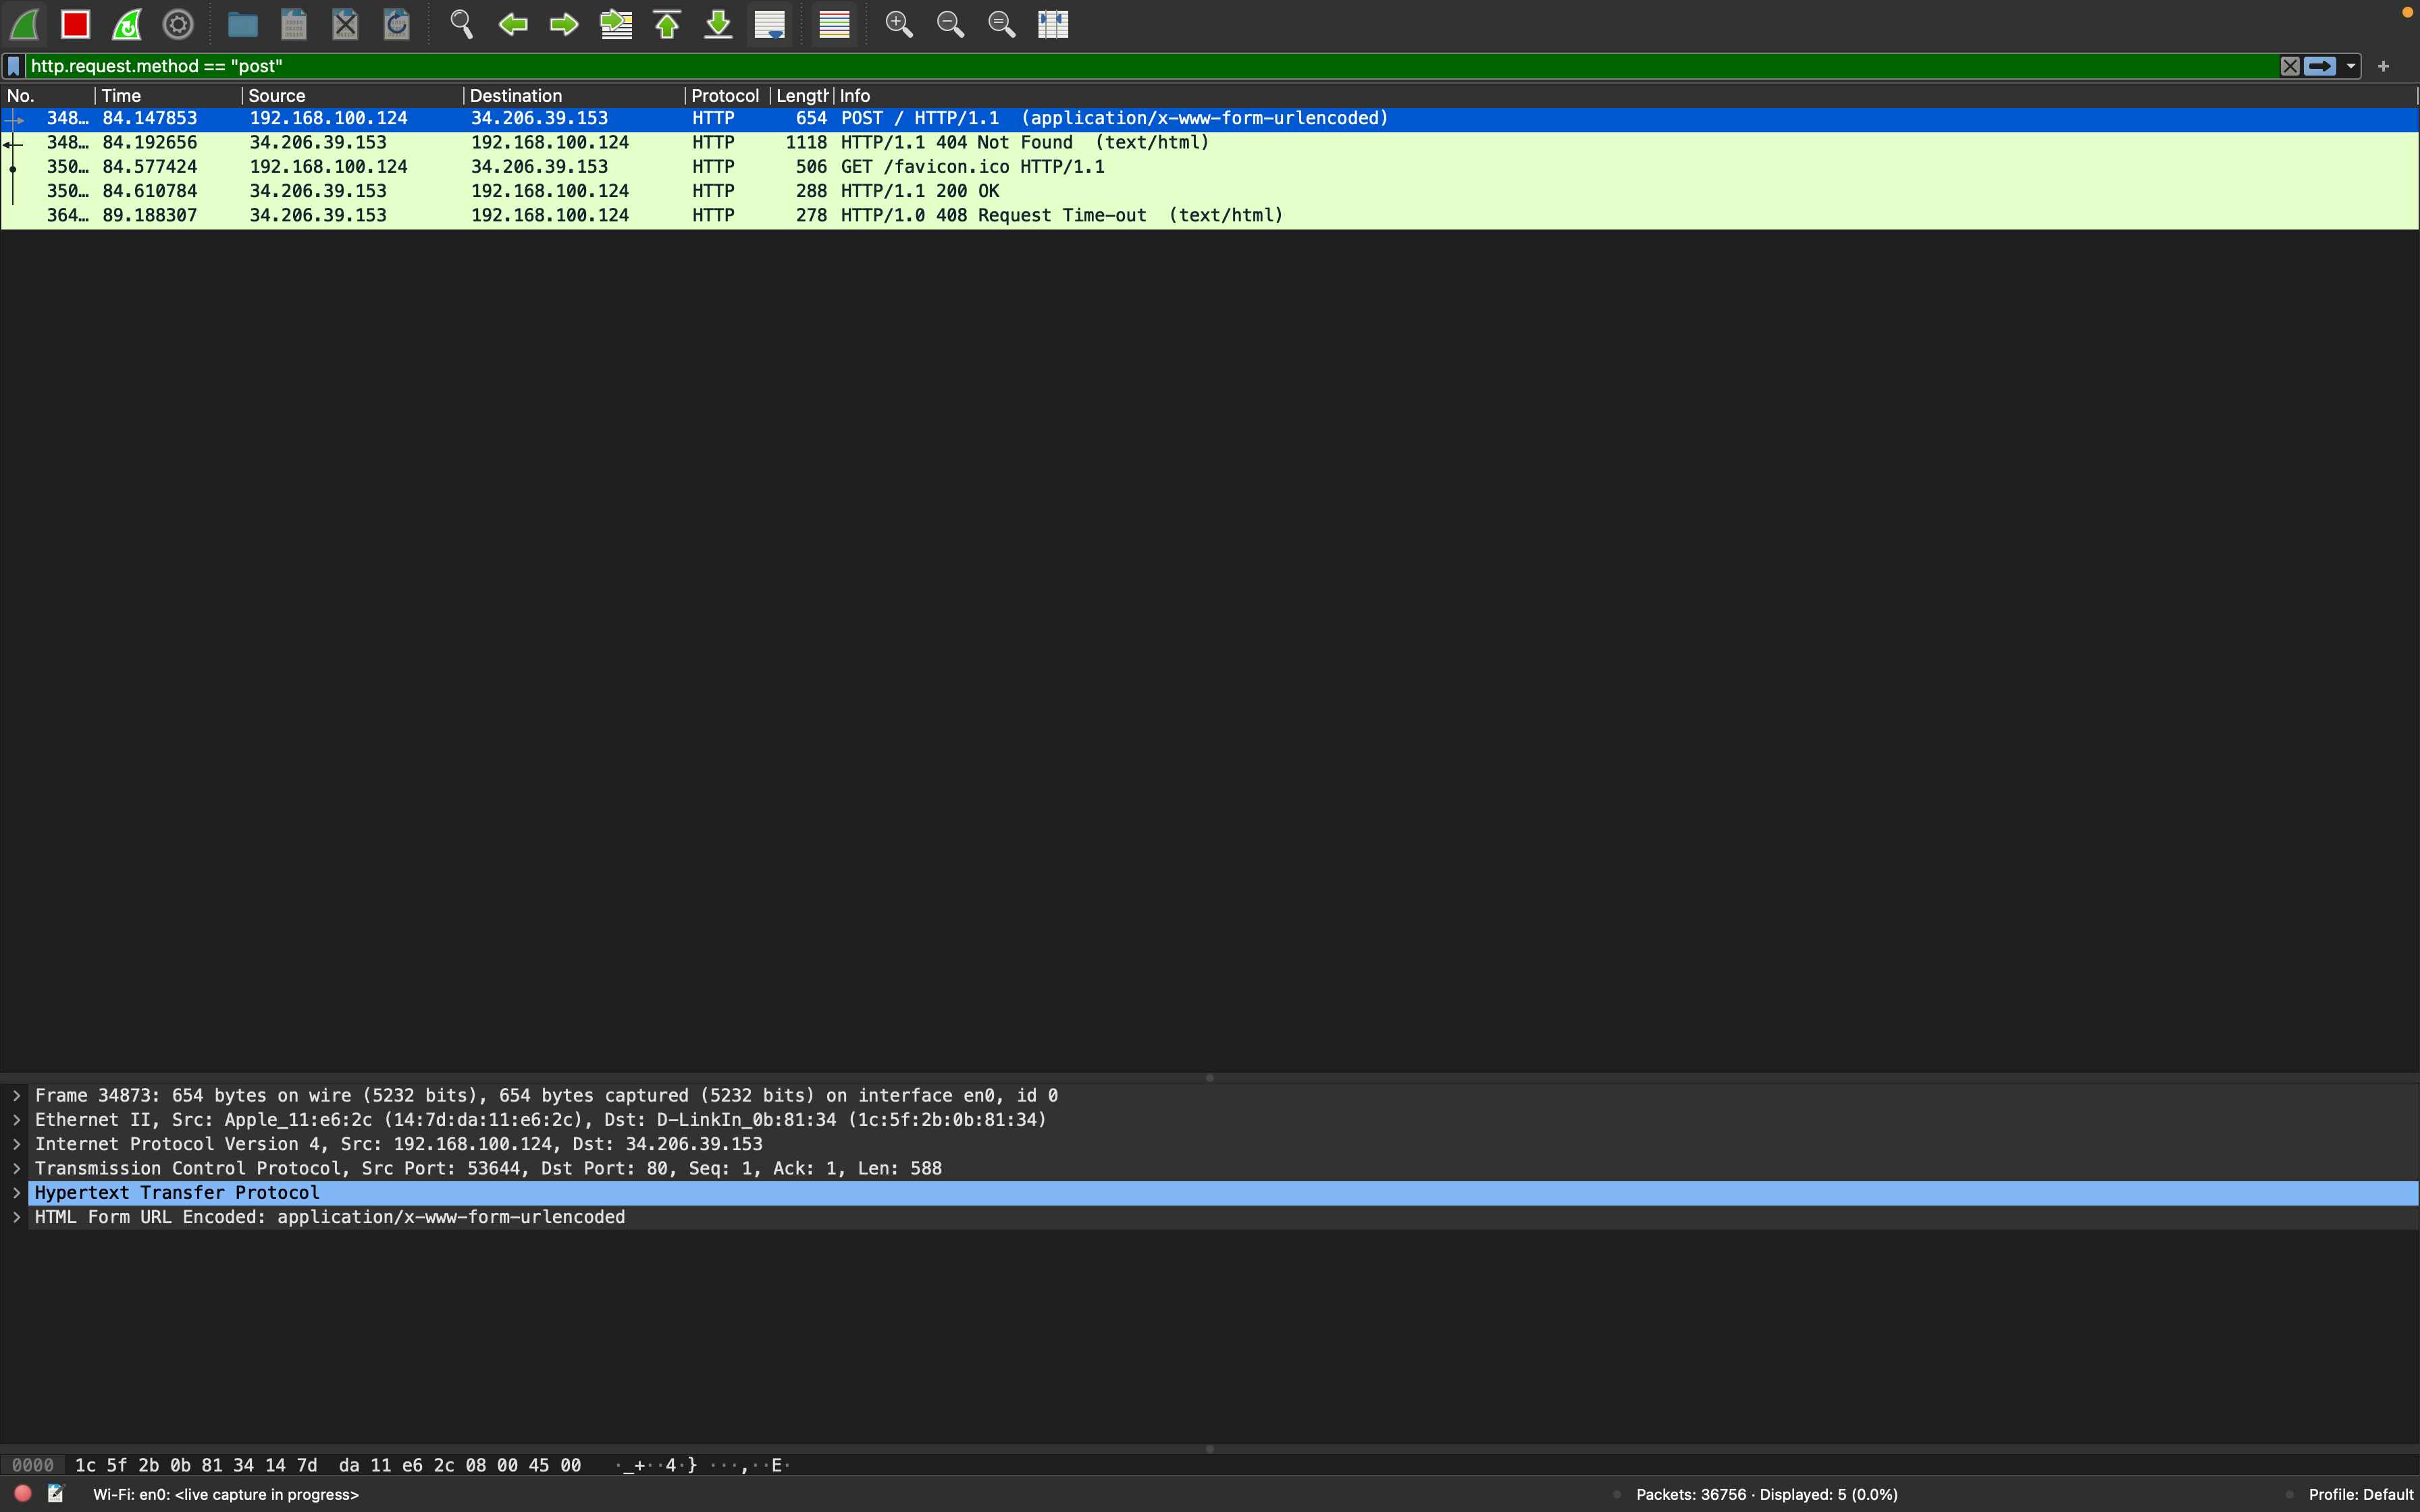 http.request.method == "post"
No. Time Source Destination Protocol Length Info
348… 84.147853 192.168.100.124 34.206.39.153 HTTP 654 POST / HTTP/1.1 (application/x-www-form-urlencoded)
348… 84.192656 34.206.39.153 192.168.100.124 HTTP 1118 HTTP/1.1 404 Not Found (text/html)
350… 84.577424 192.168.100.124 34.206.39.153 HTTP 506 GET /favicon.ico HTTP/1.1
350… 84.610784 34.206.39.153 192.168.100.124 HTTP 288 HTTP/1.1 200 OK
364… 89.188307 34.206.39.153 192.168.100.124 HTTP 278 HTTP/1.0 408 Request Time-out (text/html)
Frame 34873: 654 bytes on wire (5232 bits), 654 bytes captured (5232 bits) on interface en0, id 0
Ethernet II, Src: Apple_11:e6:2c (14:7d:da:11:e6:2c), Dst: D-LinkIn_0b:81:34 (1c:5f:2b:0b:81:34)
Internet Protocol Version 4, Src: 192.168.100.124, Dst: 34.206.39.153
Transmission Control Protocol, Src Port: 53644, Dst Port: 80, Seq: 1, Ack: 1, Len: 588
Hypertext Transfer Protocol
HTML Form URL Encoded: application/x-www-form-urlencoded
0000 1c 5f 2b 0b 81 34 14 7d da 11 e6 2c 08 00 45 00 ·_+··4·} ···,··E·
Wi-Fi: en0: <live capture in progress> Packets: 36756 · Displayed: 5 (0.0%) Profile: Default